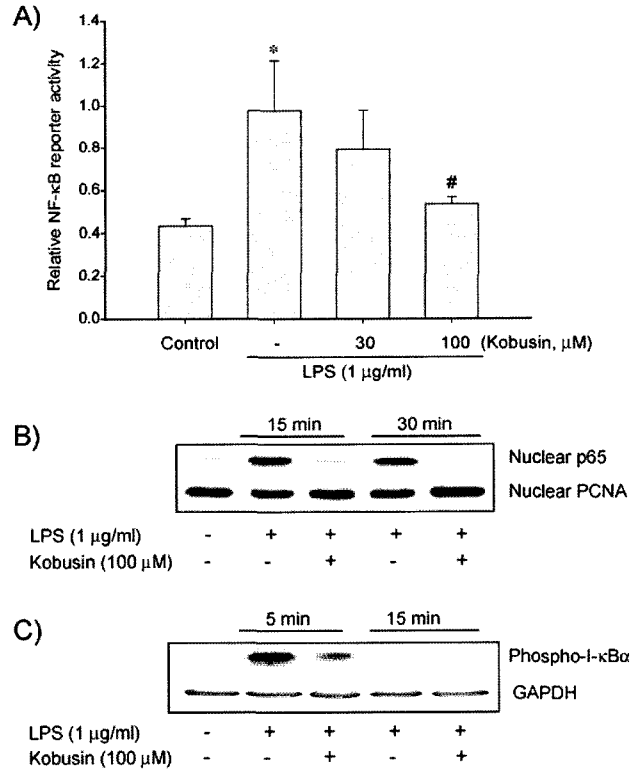 A)
Relative NF-κB reporter activity
1.4
1.2
1.0
0.8
0.6
0.4
0.2
0.0
*
#
Control - 30 100 (Kobusin, μM)
LPS (1 μg/ml)
B)
15 min 30 min
Nuclear p65
Nuclear PCNA
LPS (1 μg/ml) - + + + +
Kobusin (100 μM) - - + - +
C)
5 min 15 min
Phospho-I-κBα
GAPDH
LPS (1 μg/ml) - + + + +
Kobusin (100 μM) - - + - +